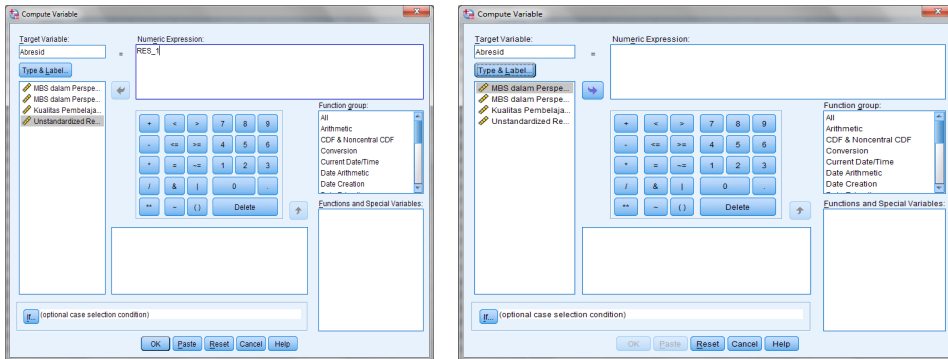 Compute Variable
Target Variable:
Abresid
=
Numeric Expression:
RES_1
Type & Label...
MBS dalam Perspe...
MBS dalam Perspe...
Kualitas Pembelaja...
Unstandardized Re...
+ < > 7 8 9
- <= >= 4 5 6
* = ~= 1 2 3
/ & | 0 .
** ~ ( ) Delete
Function group:
All
Arithmetic
CDF & Noncentral CDF
Conversion
Current Date/Time
Date Arithmetic
Date Creation
Functions and Special Variables:
If... (optional case selection condition)
OK Paste Reset Cancel Help
Compute Variable
Target Variable:
Abresid
=
Numeric Expression:
Type & Label...
MBS dalam Perspe...
MBS dalam Perspe...
Kualitas Pembelaja...
Unstandardized Re...
+ < > 7 8 9
- <= >= 4 5 6
* = ~= 1 2 3
/ & | 0 .
** ~ ( ) Delete
Function group:
All
Arithmetic
CDF & Noncentral CDF
Conversion
Current Date/Time
Date Arithmetic
Date Creation
Functions and Special Variables:
If... (optional case selection condition)
OK Paste Reset Cancel Help